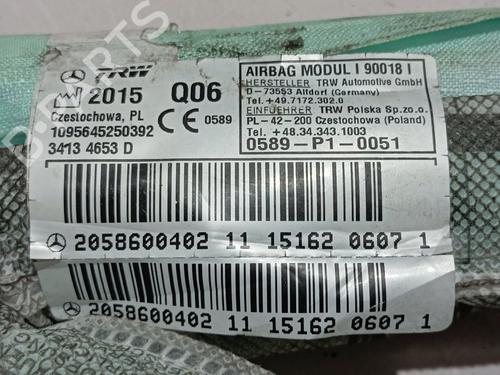 TRW
2015 Q06
Czestochowa, PL
1095645250392
3413 4653 D
CE 0589
AIRBAG MODUL I 90018 I
HERSTELLER TRW Automotive GmbH
D-73553 Alfdorf (Germany)
Tel.+49.7172.302.0
EINFUEHRER TRW Polska Sp.zo.o.
PL-42-200 Czestochowa (Poland)
Tel.+48.34.343.1003
0589-P1-0051
2058600402 11 15162 0607 1
2058600402 11 15162 0607 1